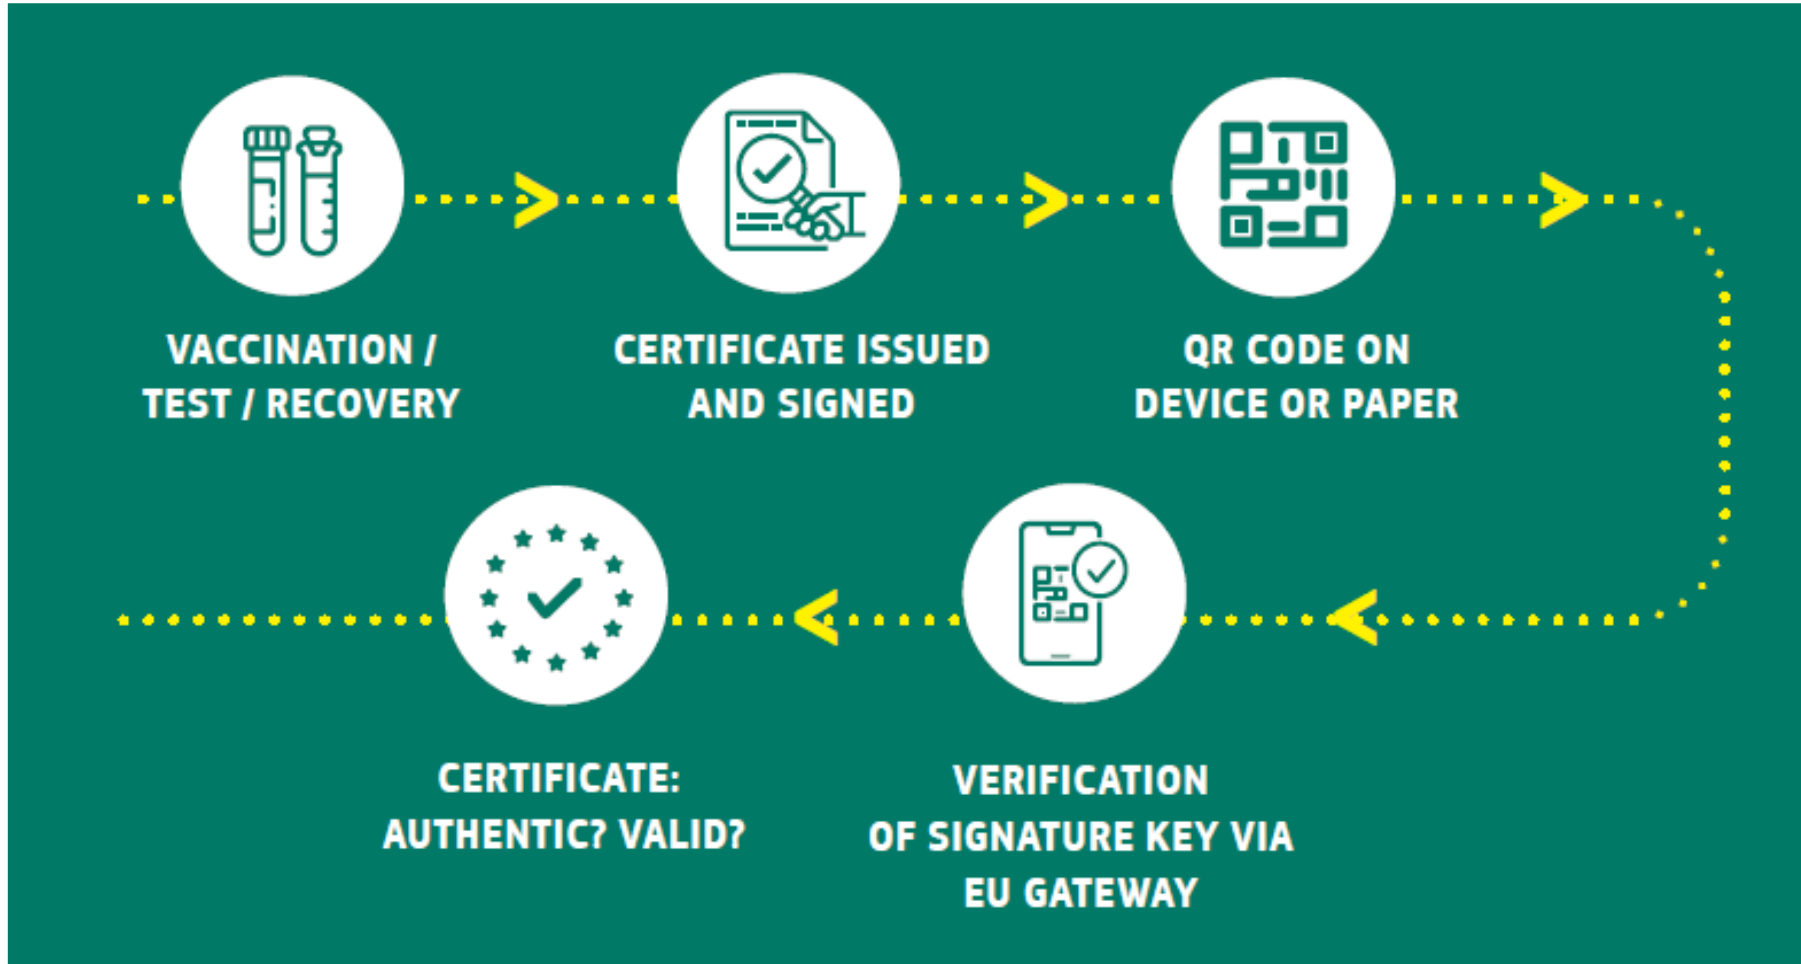 VACCINATION /
TEST / RECOVERY
CERTIFICATE ISSUED
AND SIGNED
QR CODE ON
DEVICE OR PAPER
VERIFICATION
OF SIGNATURE KEY VIA
EU GATEWAY
CERTIFICATE:
AUTHENTIC? VALID?